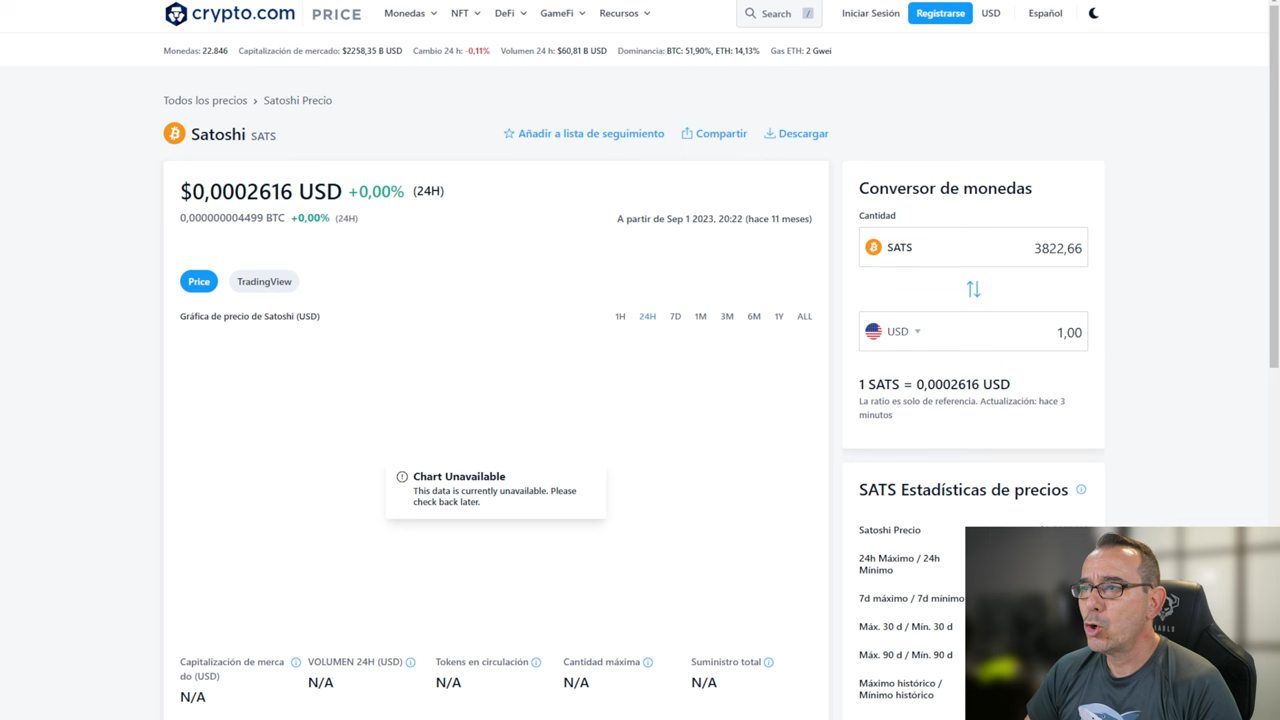 crypto.com PRICE Monedas NFT DeFi GameFi Recursos Search / Iniciar Sesión Registrarse USD Español
Monedas: 22.846 Capitalización de mercado: $2258,35 B USD Cambio 24 h: -0,11% Volumen 24 h: $60,81 B USD Dominancia: BTC: 51,90%, ETH: 14,13% Gas ETH: 2 Gwei
Todos los precios › Satoshi Precio
Satoshi SATS
Añadir a lista de seguimiento Compartir Descargar
$0,0002616 USD +0,00% (24H)
0,000000004499 BTC +0,00% (24H)
A partir de Sep 1 2023, 20:22 (hace 11 meses)
Price TradingView
Gráfica de precio de Satoshi (USD)
1H 24H 7D 1M 3M 6M 1Y ALL
Chart Unavailable
This data is currently unavailable. Please
check back later.
Capitalización de merca
do (USD)
N/A
VOLUMEN 24H (USD)
N/A
Tokens en circulación
N/A
Cantidad máxima
N/A
Suministro total
N/A
Conversor de monedas
Cantidad
SATS 3822,66
USD 1,00
1 SATS = 0,0002616 USD
La ratio es solo de referencia. Actualización: hace 3
minutos
SATS Estadísticas de precios
Satoshi Precio
24h Máximo / 24h
Mínimo
7d máximo / 7d mínimo
Máx. 30 d / Mín. 30 d
Máx. 90 d / Mín. 90 d
Máximo histórico /
Mínimo histórico